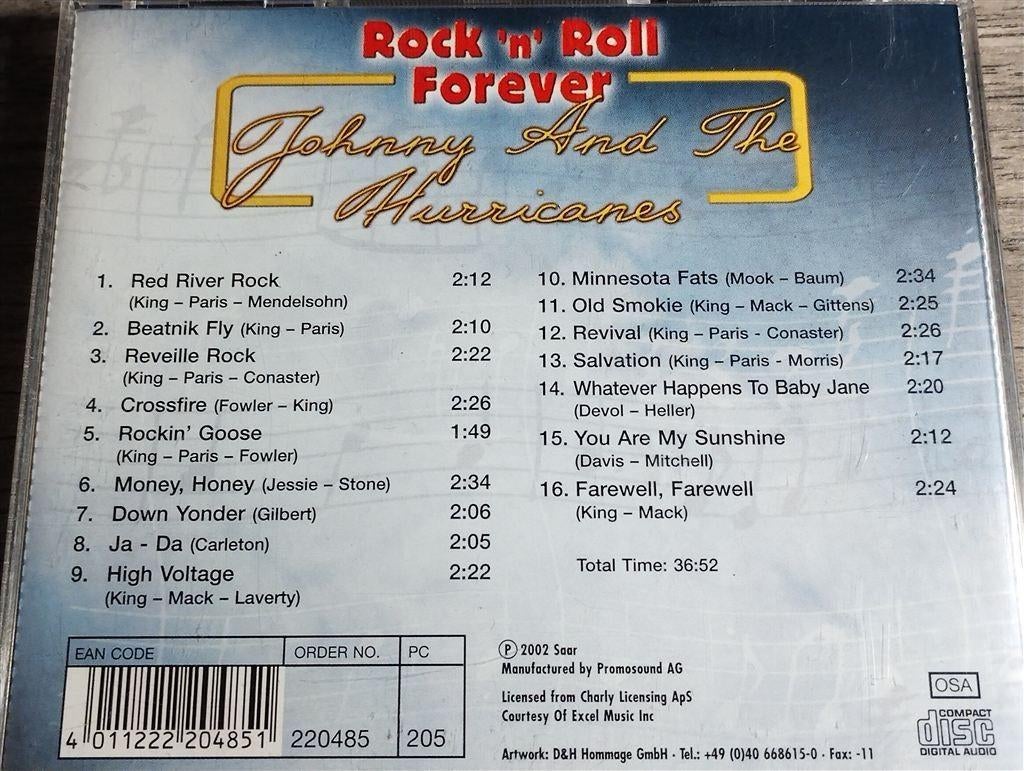 Rock 'n' Roll
Forever
Johnny And The
Hurricanes
1. Red River Rock 2:12
(King – Paris – Mendelsohn)
2. Beatnik Fly (King – Paris) 2:10
3. Reveille Rock 2:22
(King – Paris – Conaster)
4. Crossfire (Fowler – King) 2:26
5. Rockin' Goose 1:49
(King – Paris – Fowler)
6. Money, Honey (Jessie – Stone) 2:34
7. Down Yonder (Gilbert) 2:06
8. Ja - Da (Carleton) 2:05
9. High Voltage 2:22
(King – Mack – Laverty)
10. Minnesota Fats (Mook – Baum) 2:34
11. Old Smokie (King – Mack – Gittens) 2:25
12. Revival (King – Paris - Conaster) 2:26
13. Salvation (King – Paris - Morris) 2:17
14. Whatever Happens To Baby Jane 2:20
(Devol – Heller)
15. You Are My Sunshine 2:12
(Davis – Mitchell)
16. Farewell, Farewell 2:24
(King – Mack)
Total Time: 36:52
EAN CODE ORDER NO. PC
4 011222 204851 220485 205
℗ 2002 Saar
Manufactured by Promosound AG
Licensed from Charly Licensing ApS
Courtesy Of Excel Music Inc
Artwork: D&H Hommage GmbH · Tel.: +49 (0)40 668615-0 · Fax: -11
OSA
COMPACT
disc
DIGITAL AUDIO